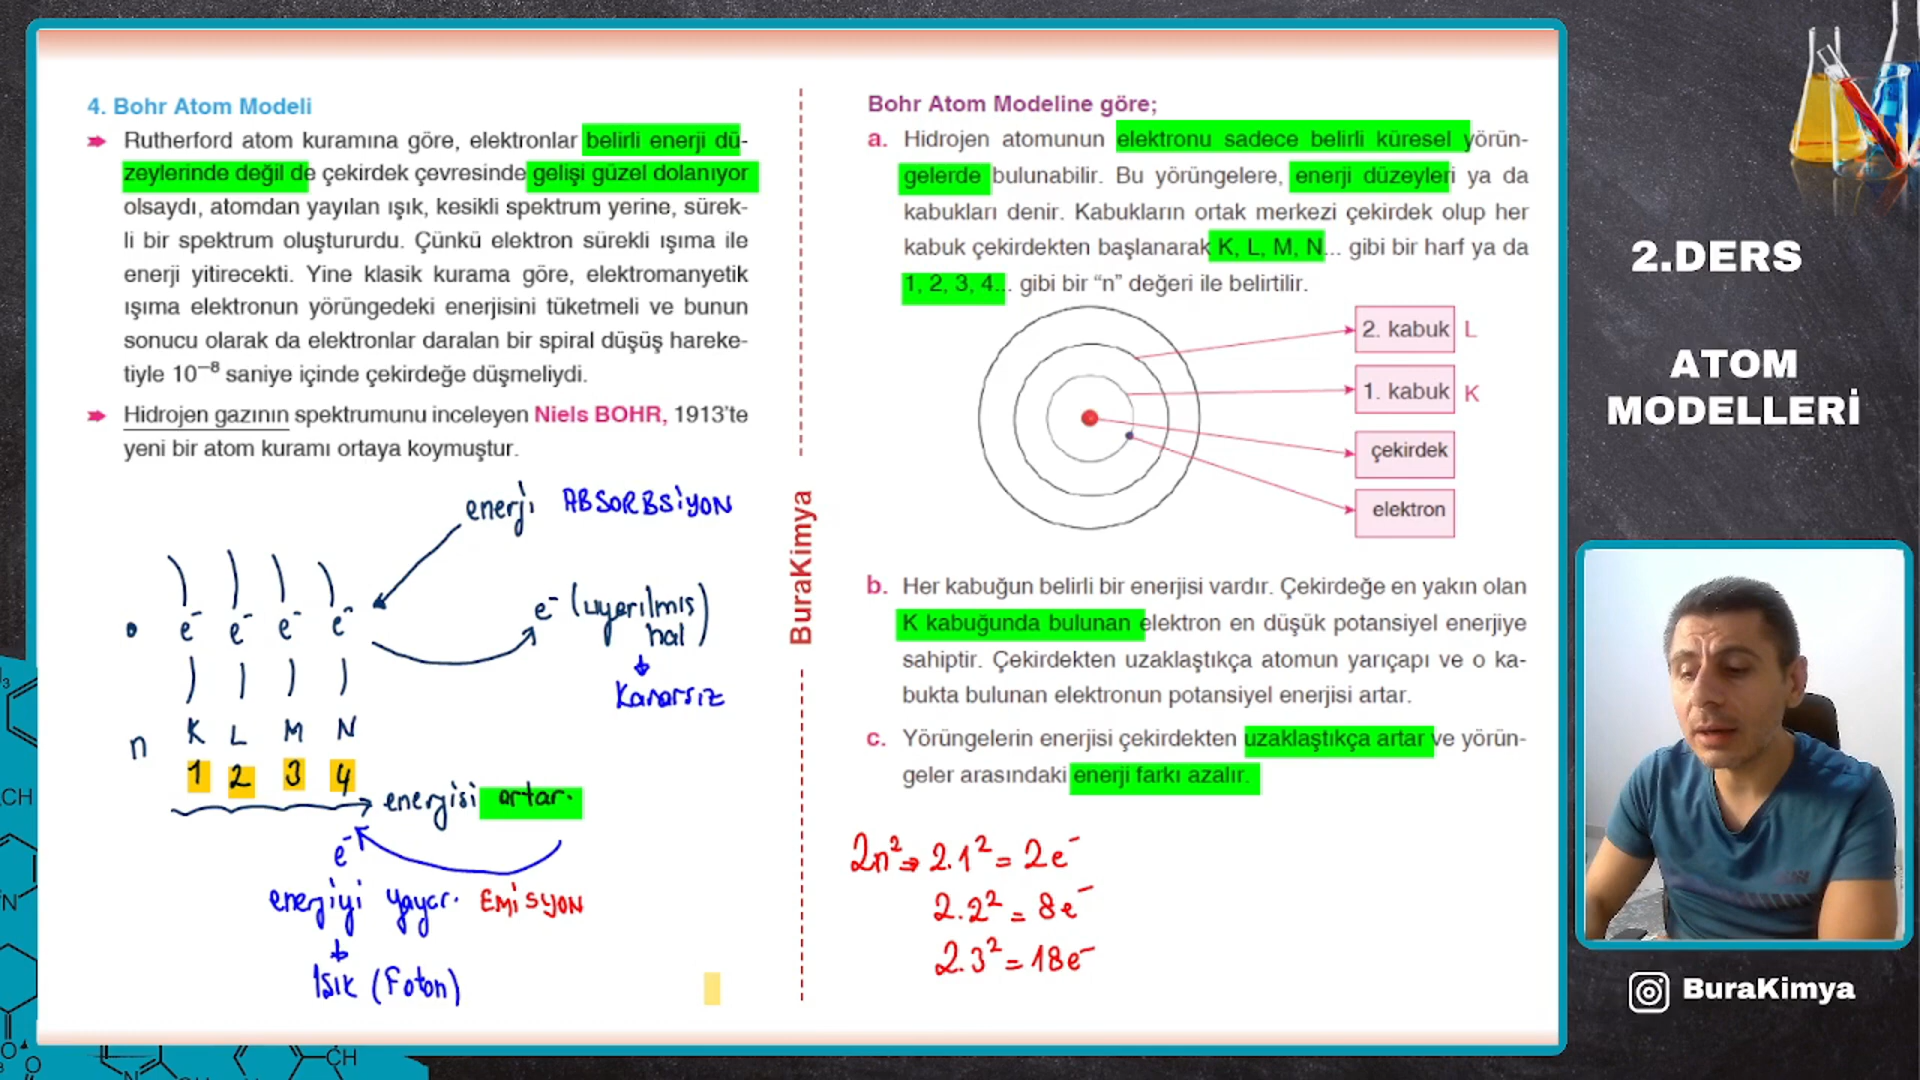 4. Bohr Atom Modeli
Rutherford atom kuramına göre, elektronlar belirli enerji dü-
zeylerinde değil de çekirdek çevresinde gelişi güzel dolanıyor
olsaydı, atomdan yayılan ışık, kesikli spektrum yerine, sürek-
li bir spektrum oluştururdu. Çünkü elektron sürekli ışıma ile
enerji yitirecekti. Yine klasik kurama göre, elektromanyetik
ışıma elektronun yörüngedeki enerjisini tüketmeli ve bunun
sonucu olarak da elektronlar daralan bir spiral düşüş hareke-
tiyle 10⁻⁸ saniye içinde çekirdeğe düşmeliydi.
Hidrojen gazının spektrumunu inceleyen Niels BOHR, 1913'te
yeni bir atom kuramı ortaya koymuştur.
enerji ABSORBSİYON
e⁻ e⁻ e⁻ e⁻
e⁻ (uyarılmış
hal)
Kararsız
n K L M N
1 2 3 4
enerjisi artar.
e⁻
enerjiyi yayar. EMİSYON
Işık (Foton)
BuraKimya
Bohr Atom Modeline göre;
a. Hidrojen atomunun elektronu sadece belirli küresel yörün-
gelerde bulunabilir. Bu yörüngelere, enerji düzeyleri ya da
kabukları denir. Kabukların ortak merkezi çekirdek olup her
kabuk çekirdekten başlanarak K, L, M, N... gibi bir harf ya da
1, 2, 3, 4... gibi bir “n” değeri ile belirtilir.
2. kabuk L
1. kabuk K
çekirdek
elektron
b. Her kabuğun belirli bir enerjisi vardır. Çekirdeğe en yakın olan
K kabuğunda bulunan elektron en düşük potansiyel enerjiye
sahiptir. Çekirdekten uzaklaştıkça atomun yarıçapı ve o ka-
bukta bulunan elektronun potansiyel enerjisi artar.
c. Yörüngelerin enerjisi çekirdekten uzaklaştıkça artar ve yörün-
geler arasındaki enerji farkı azalır.
2n² ⇒ 2.1² = 2e⁻
2.2² = 8e⁻
2.3² = 18e⁻
2.DERS
ATOM
MODELLERİ
BuraKimya
CH
N
O
O
N
CH